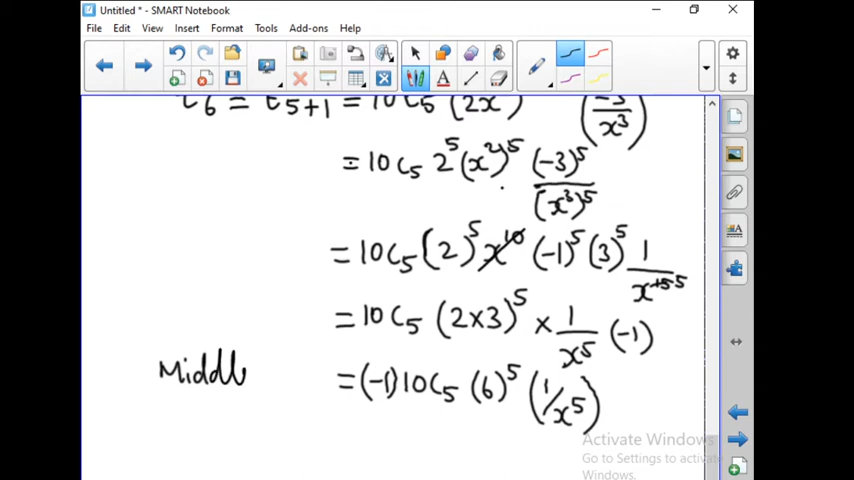 Untitled * - SMART Notebook
File Edit View Insert Format Tools Add-ons Help
t₆ = t₅₊₁ = 10C₅ (2x ) (-3/x³)
= 10C₅ 2⁵ (x²)⁵ (-3)⁵/(x³)⁵
= 10C₅ (2)⁵ x¹⁰ (-1)⁵ (3)⁵ 1/x¹⁵ ⁵
= 10C₅ (2×3)⁵ × 1/x⁵ (-1)
Middle = (-1) 10C₅ (6)⁵ (1/x⁵)
Activate Windows
Go to Settings to activate
Windows.